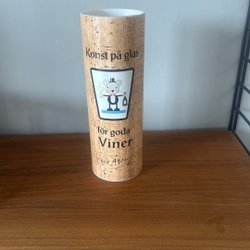 Konst på glas
för goda
Viner